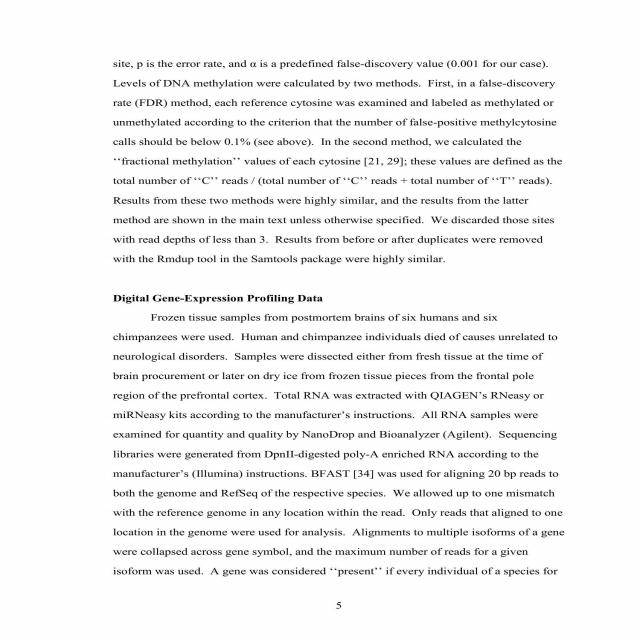 site, p is the error rate, and α is a predefined false-discovery value (0.001 for our case).
Levels of DNA methylation were calculated by two methods.  First, in a false-discovery
rate (FDR) method, each reference cytosine was examined and labeled as methylated or
unmethylated according to the criterion that the number of false-positive methylcytosine
calls should be below 0.1% (see above).  In the second method, we calculated the
‘‘fractional methylation’’ values of each cytosine [21, 29]; these values are defined as the
total number of ‘‘C’’ reads / (total number of ‘‘C’’ reads + total number of ‘‘T’’ reads).
Results from these two methods were highly similar, and the results from the latter
method are shown in the main text unless otherwise specified.  We discarded those sites
with read depths of less than 3.  Results from before or after duplicates were removed
with the Rmdup tool in the Samtools package were highly similar.
Digital Gene-Expression Profiling Data
Frozen tissue samples from postmortem brains of six humans and six
chimpanzees were used.  Human and chimpanzee individuals died of causes unrelated to
neurological disorders.  Samples were dissected either from fresh tissue at the time of
brain procurement or later on dry ice from frozen tissue pieces from the frontal pole
region of the prefrontal cortex.  Total RNA was extracted with QIAGEN’s RNeasy or
miRNeasy kits according to the manufacturer’s instructions.  All RNA samples were
examined for quantity and quality by NanoDrop and Bioanalyzer (Agilent).  Sequencing
libraries were generated from DpnII-digested poly-A enriched RNA according to the
manufacturer’s (Illumina) instructions. BFAST [34] was used for aligning 20 bp reads to
both the genome and RefSeq of the respective species.  We allowed up to one mismatch
with the reference genome in any location within the read.  Only reads that aligned to one
location in the genome were used for analysis.  Alignments to multiple isoforms of a gene
were collapsed across gene symbol, and the maximum number of reads for a given
isoform was used.  A gene was considered ‘‘present’’ if every individual of a species for
5